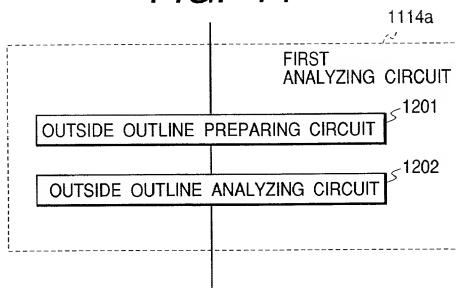 1114a
FIRST
ANALYZING CIRCUIT
1201
OUTSIDE OUTLINE PREPARING CIRCUIT
1202
OUTSIDE OUTLINE ANALYZING CIRCUIT